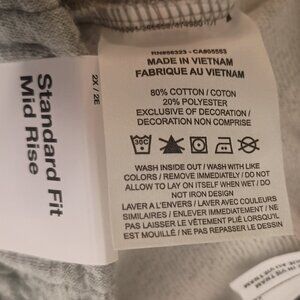 RN#56323 - CA#05553
MADE IN VIETNAM
FABRIQUE AU VIETNAM
80% COTTON / COTON
20% POLYESTER
EXCLUSIVE OF DECORATION /
DECORATION NON COMPRISE
30C
WASH INSIDE OUT / WASH WITH LIKE
COLORS / REMOVE IMMEDIATELY / DO NOT
ALLOW TO LAY ON ITSELF WHEN WET / DO
NOT IRON DESIGN
LAVER A L'ENVERS / LAVER AVEC COULEURS
SIMILAIRES / ENLEVER IMMEDIATEMENT / NE
PAS LAISSER LE VÊTEMENT PLIÉ LORSQU'IL
EST MOUILLÉ / NE PAS REPASSER LE DESSIN
2X / 2E
Standard Fit
Mid Rise